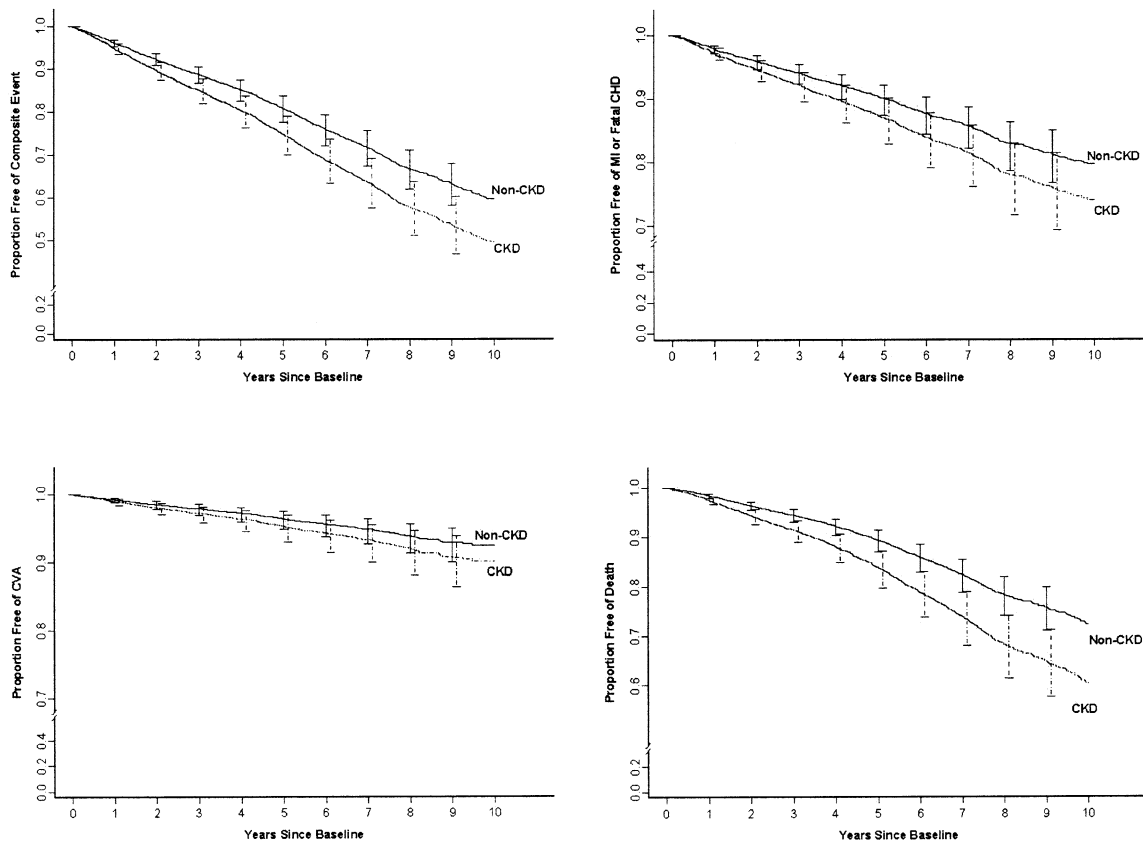 Proportion Free of Composite Event
1.0
0.9
0.8
0.7
0.6
0.5
0.2
0.0
Non-CKD
CKD
0 1 2 3 4 5 6 7 8 9 10
Years Since Baseline
Proportion Free of MI or Fatal CHD
1.0
0.9
0.8
0.7
0.4
0.2
0.0
Non-CKD
CKD
0 1 2 3 4 5 6 7 8 9 10
Years Since Baseline
Proportion Free of CVA
1.0
0.9
0.8
0.7
0.4
0.2
0.0
Non-CKD
CKD
0 1 2 3 4 5 6 7 8 9 10
Years Since Baseline
Proportion Free of Death
1.0
0.9
0.8
0.7
0.6
0.2
0.0
Non-CKD
CKD
0 1 2 3 4 5 6 7 8 9 10
Years Since Baseline